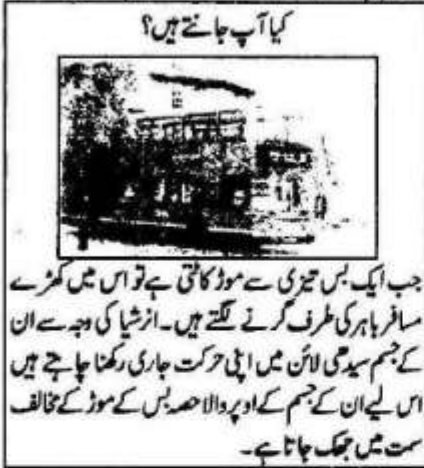 کیا آپ جانتے ہیں؟
جب ایک بس تیزی سے موڑ کاٹتی ہے تو اس میں کھڑے
مسافر باہر کی طرف گرنے لگتے ہیں۔ انرشیا کی وجہ سے ان
کے جسم سیدھی لائن میں اپنی حرکت جاری رکھنا چاہتے ہیں
اس لیے ان کے جسم کے اوپر والا حصہ بس کے موڑ کے مخالف
سمت میں جھک جاتا ہے۔